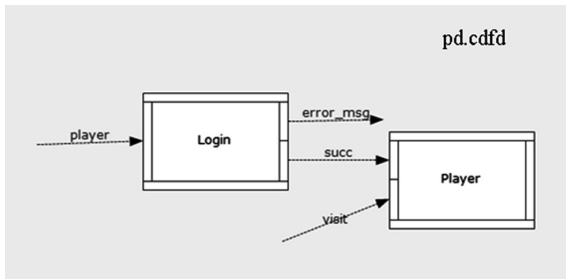 pd.cdfd
error_msg
player
Login
succ
Player
visit